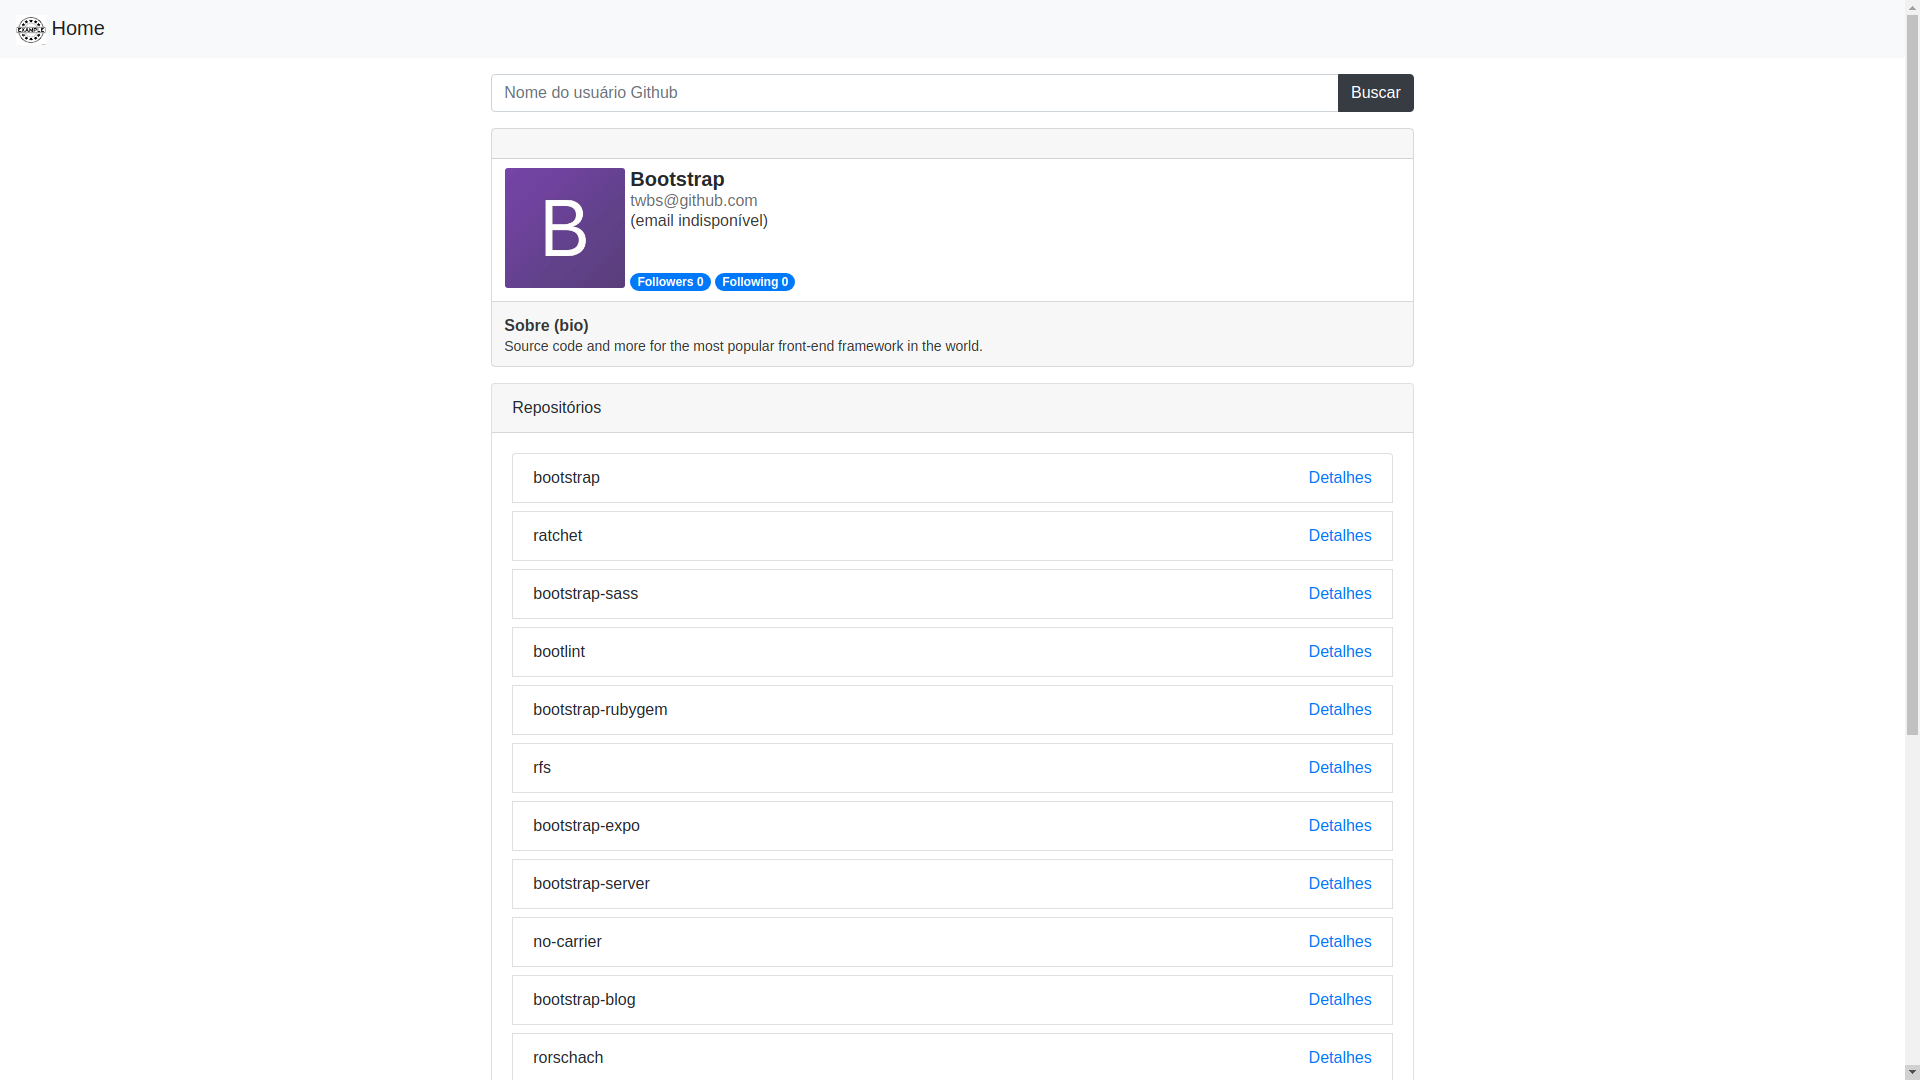 EXAMPLE Home
Nome do usuário Github Buscar
B
Bootstrap
twbs@github.com
(email indisponível)
Followers 0 Following 0
Sobre (bio)
Source code and more for the most popular front-end framework in the world.
Repositórios
bootstrap Detalhes
ratchet Detalhes
bootstrap-sass Detalhes
bootlint Detalhes
bootstrap-rubygem Detalhes
rfs Detalhes
bootstrap-expo Detalhes
bootstrap-server Detalhes
no-carrier Detalhes
bootstrap-blog Detalhes
rorschach Detalhes